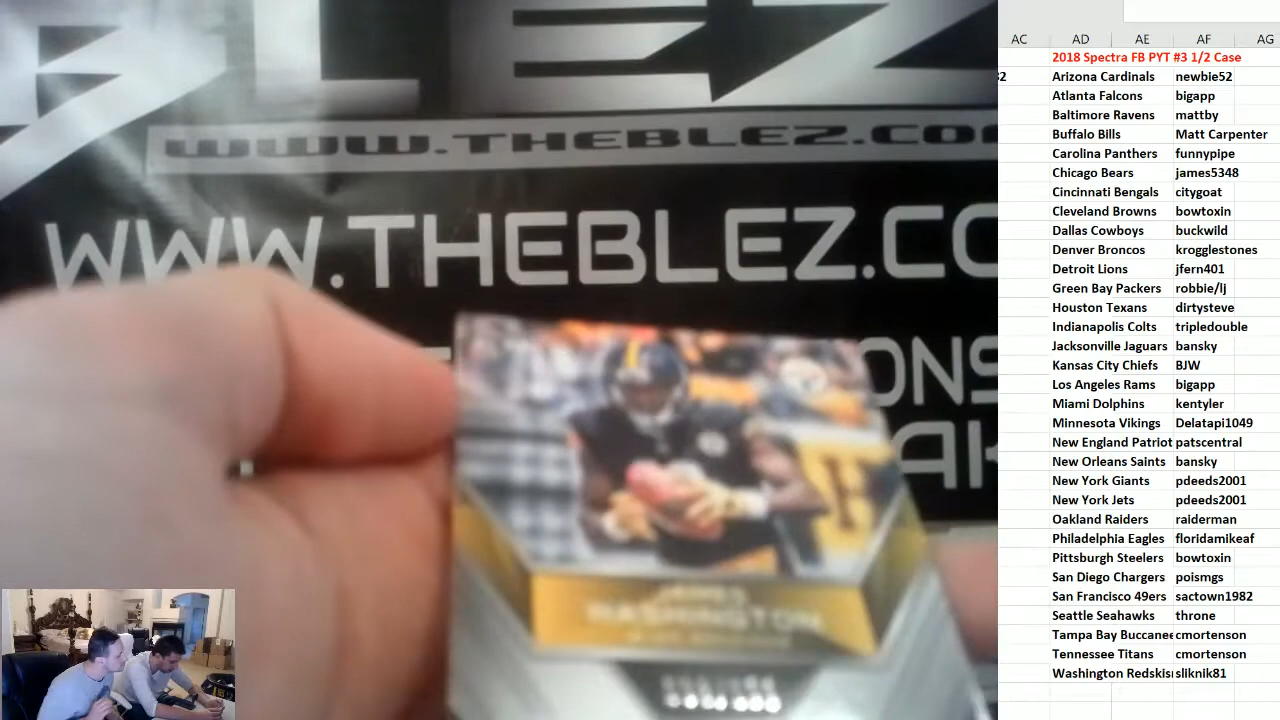 BLEZ
WWW.THEBLEZ.CO
WWW.THEBLEZ.CO
ONS
AK
JAMES
WASHINGTON
AC AD AE AF AG
2018 Spectra FB PYT #3 1/2 Case
32 Arizona Cardinals newbie52
Atlanta Falcons bigapp
Baltimore Ravens mattby
Buffalo Bills Matt Carpenter
Carolina Panthers funnypipe
Chicago Bears james5348
Cincinnati Bengals citygoat
Cleveland Browns bowtoxin
Dallas Cowboys buckwild
Denver Broncos krogglestones
Detroit Lions jfern401
Green Bay Packers robbie/lj
Houston Texans dirtysteve
Indianapolis Colts tripledouble
Jacksonville Jaguars bansky
Kansas City Chiefs BJW
Los Angeles Rams bigapp
Miami Dolphins kentyler
Minnesota Vikings Delatapi1049
New England Patriot patscentral
New Orleans Saints bansky
New York Giants pdeeds2001
New York Jets pdeeds2001
Oakland Raiders raiderman
Philadelphia Eagles floridamikeaf
Pittsburgh Steelers bowtoxin
San Diego Chargers poismgs
San Francisco 49ers sactown1982
Seattle Seahawks throne
Tampa Bay Buccanee cmortenson
Tennessee Titans cmortenson
Washington Redskis sliknik81